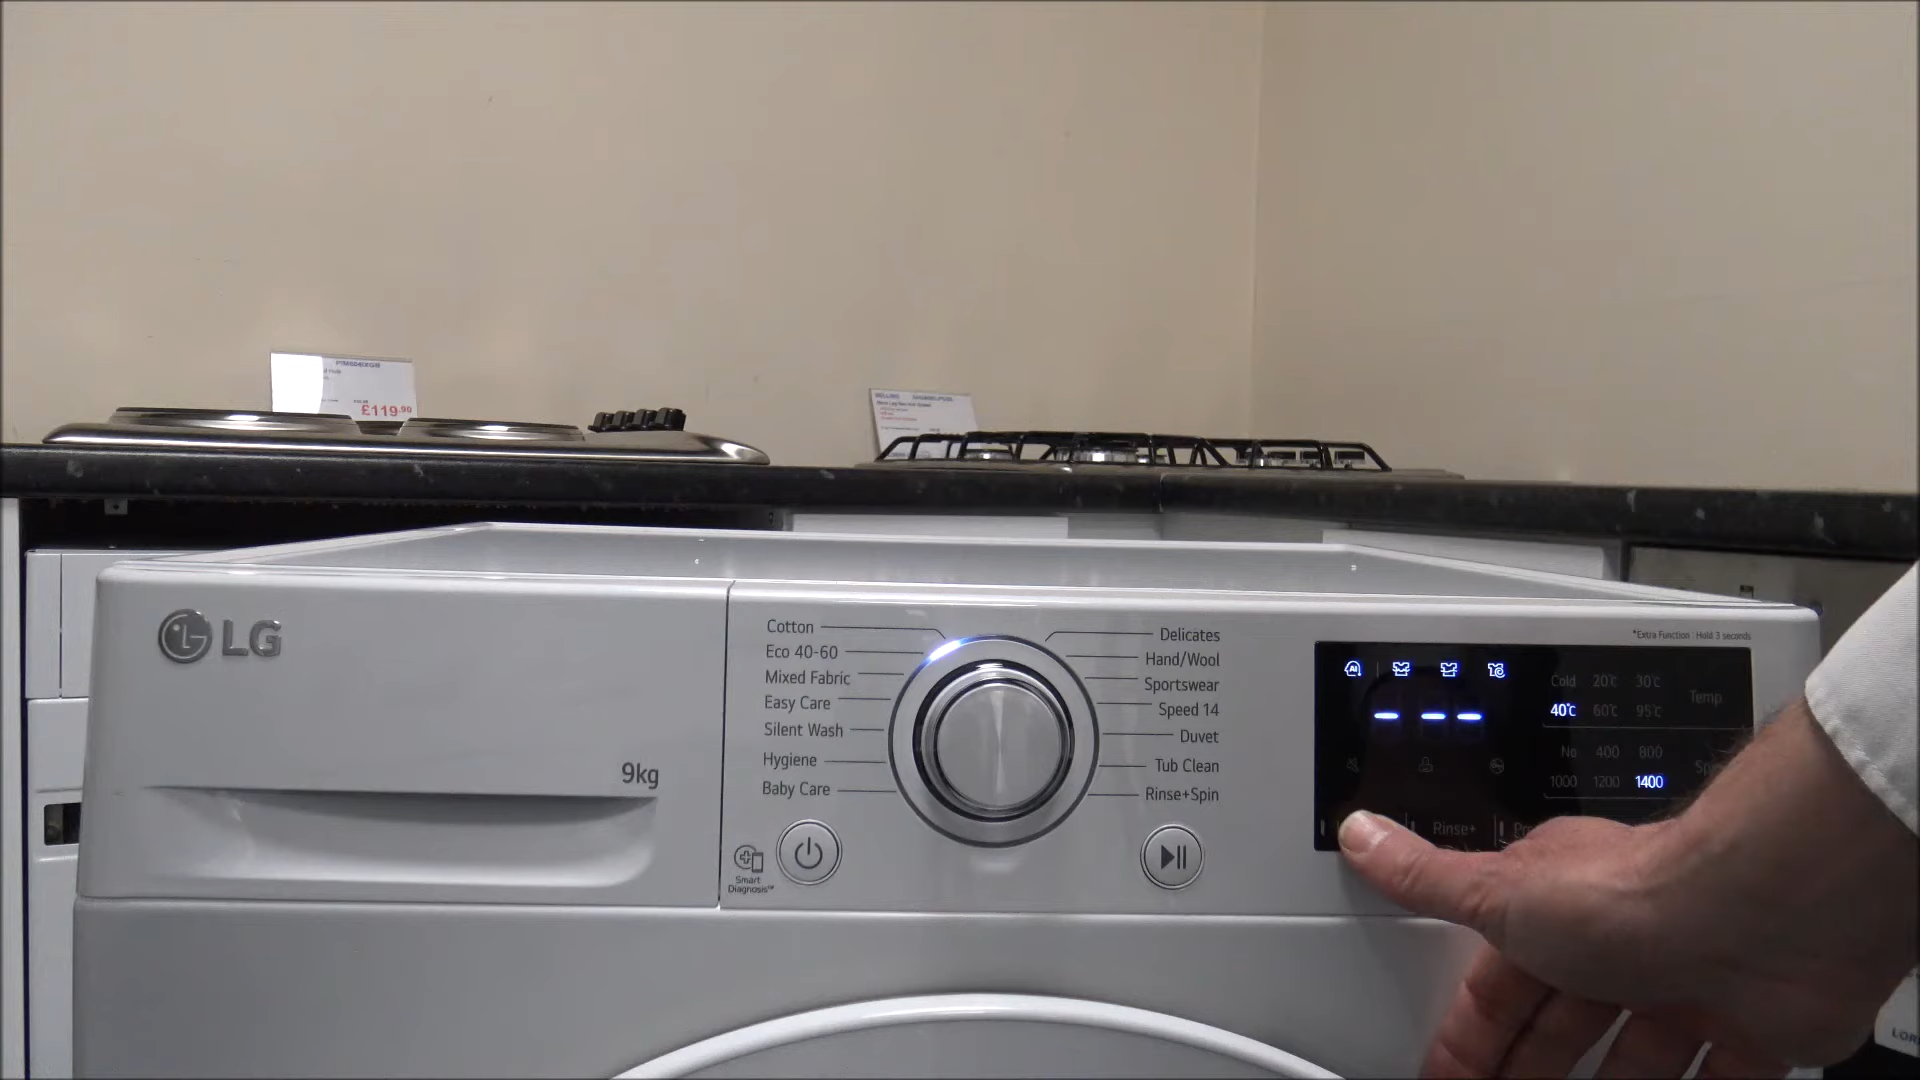 £119.99
LG
9kg
Cotton
Eco 40-60
Mixed Fabric
Easy Care
Silent Wash
Hygiene
Baby Care
Smart
Diagnosis™
Delicates
Hand/Wool
Sportswear
Speed 14
Duvet
Tub Clean
Rinse+Spin
*Extra Function : Hold 3 seconds
AI
- - -
Cold 20℃ 30℃
40℃ 60℃ 95℃
Temp
No 400 800
1000 1200 1400
Rinse+